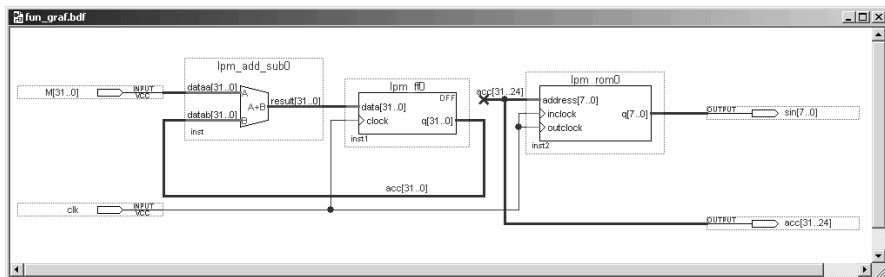 fun_graf.bdf
lpm_add_sub0
M[31..0]
INPUT
VCC
dataa[31..0]
A
A+B
result[31..0]
datab[31..0]
B
inst
lpm_ff0
DFF
data[31..0]
clock
q[31..0]
inst1
acc[31..24]
lpm_rom0
address[7..0]
inclock
outclock
q[7..0]
inst2
OUTPUT
sin[7..0]
acc[31..0]
clk
INPUT
VCC
OUTPUT
acc[31..24]